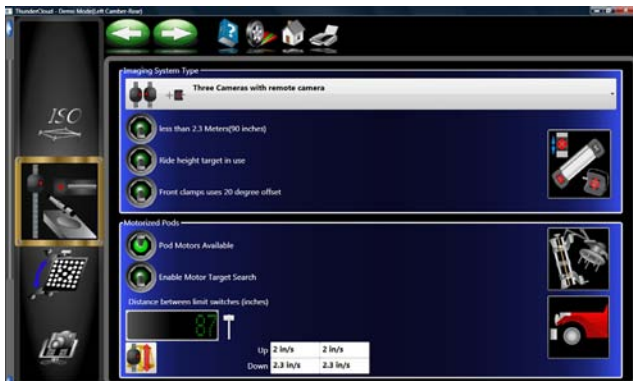 ThunderCloud - Demo Mode(Left Camber-Rear)
ISO
Imaging System Type
Three Cameras with remote camera
less than 2.3 Meters(90 inches)
Ride height target in use
Front clamps uses 20 degree offset
Motorized Pods
Pod Motors Available
Enable Motor Target Search
Distance between limit switches (inches)
87
Up 2 in/s 2 in/s
Down 2.3 in/s 2.3 in/s